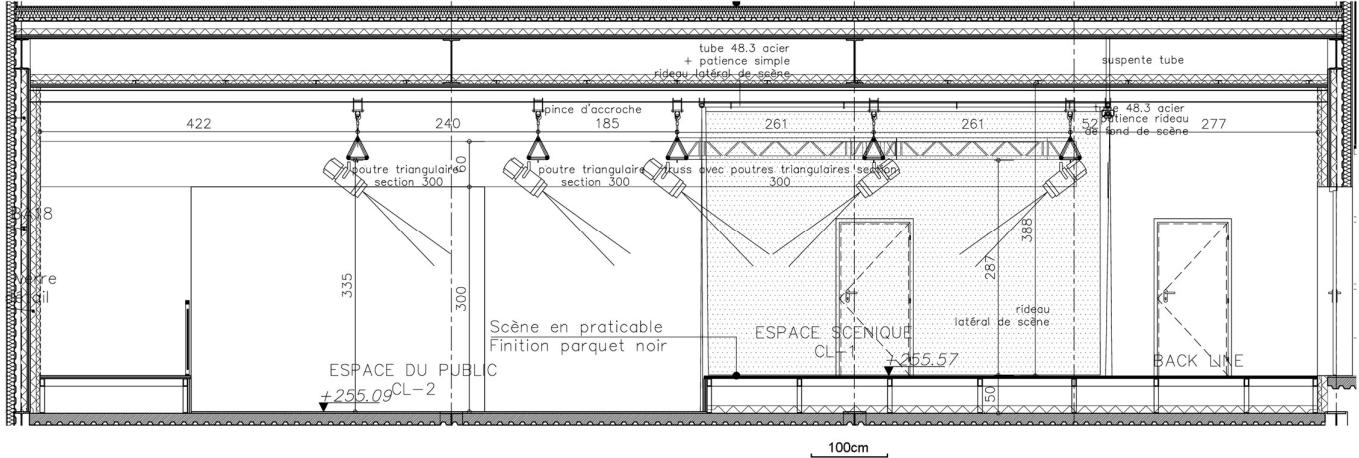 tube 48.3 acier
+ patience simple
rideau latéral de scène
suspente tube
pince d'accroche
tube 48.3 acier
patience rideau
de fond de scène
422
240
185
261
261
52
277
60
poutre triangulaire
section 300
poutre triangulaire
section 300
truss avec poutres triangulaires section
300
388
287
335
300
rideau
latéral de scène
Scène en praticable
Finition parquet noir
ESPACE SCENIQUE
CL-1
+255.57
BACK LINE
ESPACE DU PUBLIC
CL-2
+255.09
50
100cm